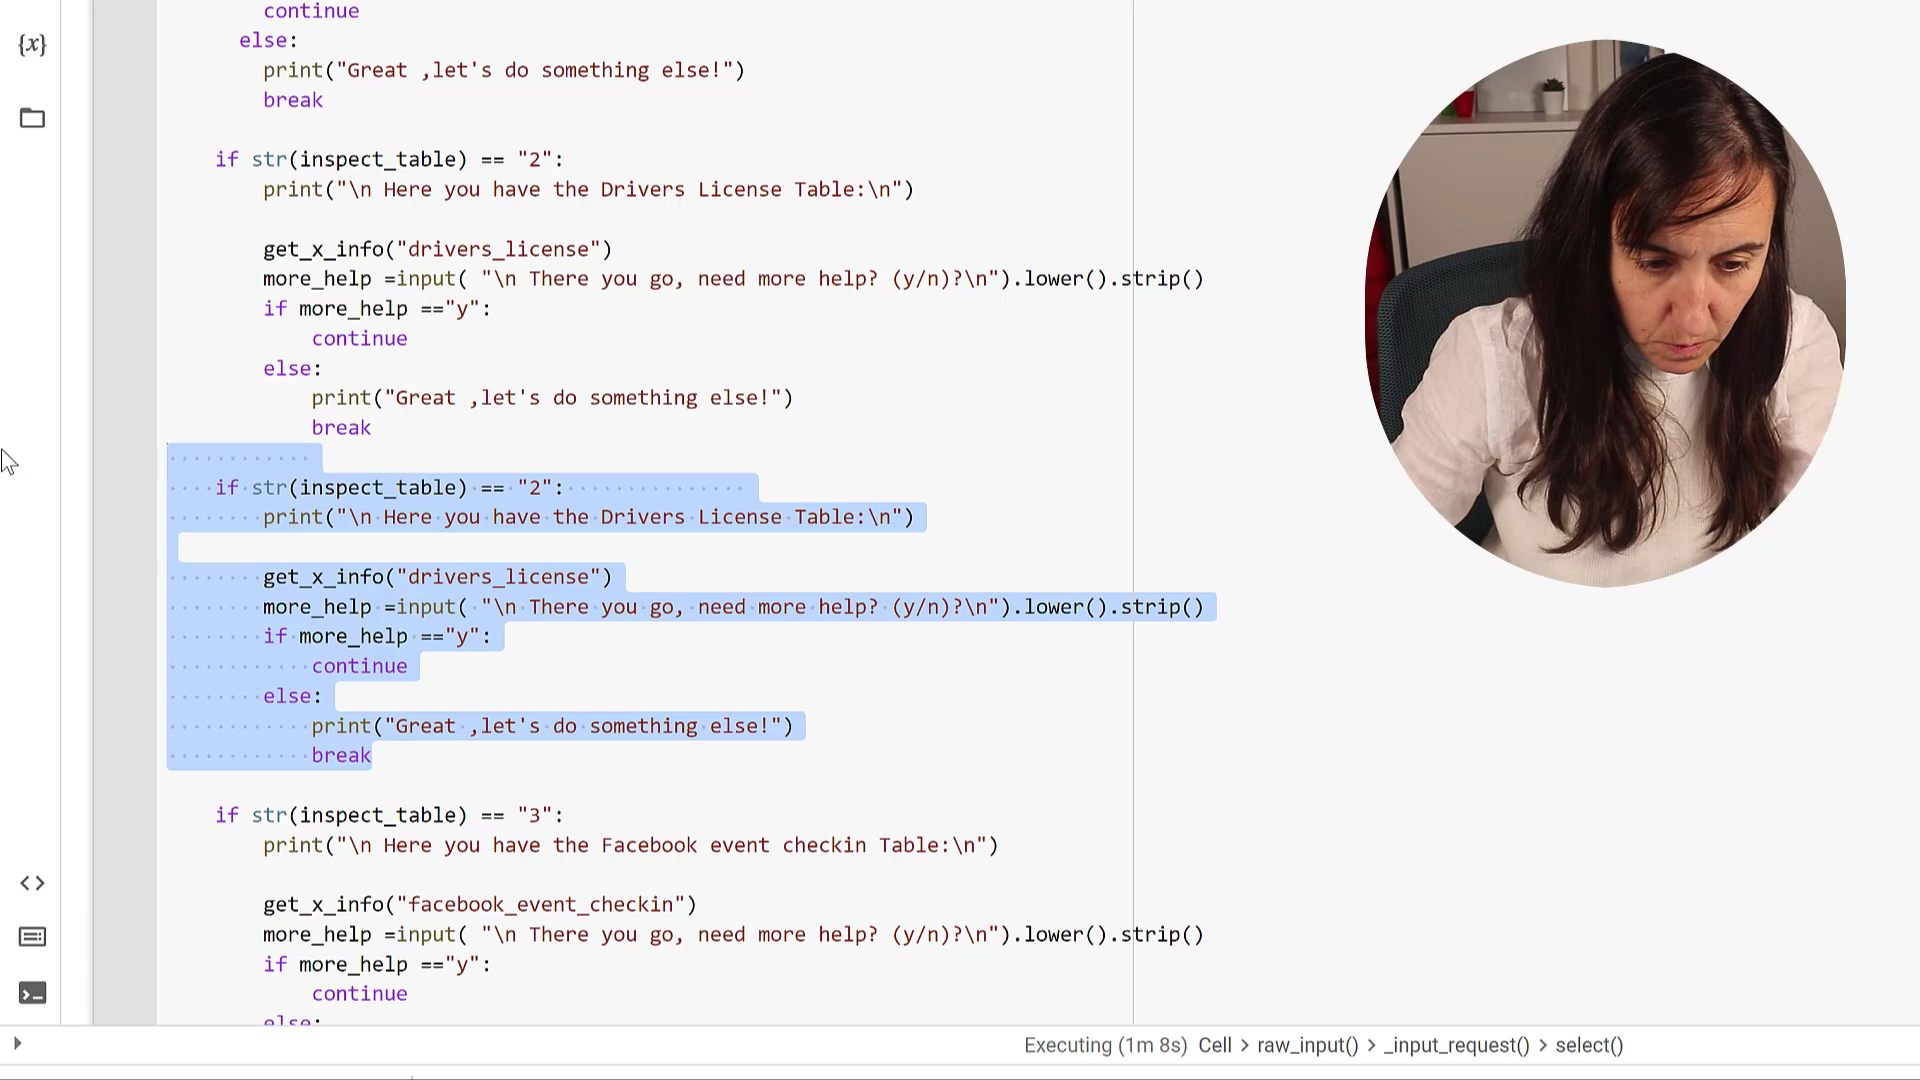 continue
{x}
else:
print("Great ,let's do something else!")
break
if str(inspect_table) == "2":
print("\n Here you have the Drivers License Table:\n")
get_x_info("drivers_license")
more_help =input( "\n There you go, need more help? (y/n)?\n").lower().strip()
if more_help =="y":
continue
else:
print("Great ,let's do something else!")
break
if str(inspect_table) == "2":
print("\n Here you have the Drivers License Table:\n")
get_x_info("drivers_license")
more_help =input( "\n There you go, need more help? (y/n)?\n").lower().strip()
if more_help =="y":
continue
else:
print("Great ,let's do something else!")
break
if str(inspect_table) == "3":
print("\n Here you have the Facebook event checkin Table:\n")
get_x_info("facebook_event_checkin")
more_help =input( "\n There you go, need more help? (y/n)?\n").lower().strip()
if more_help =="y":
continue
else:
Executing (1m 8s) Cell > raw_input() > _input_request() > select()